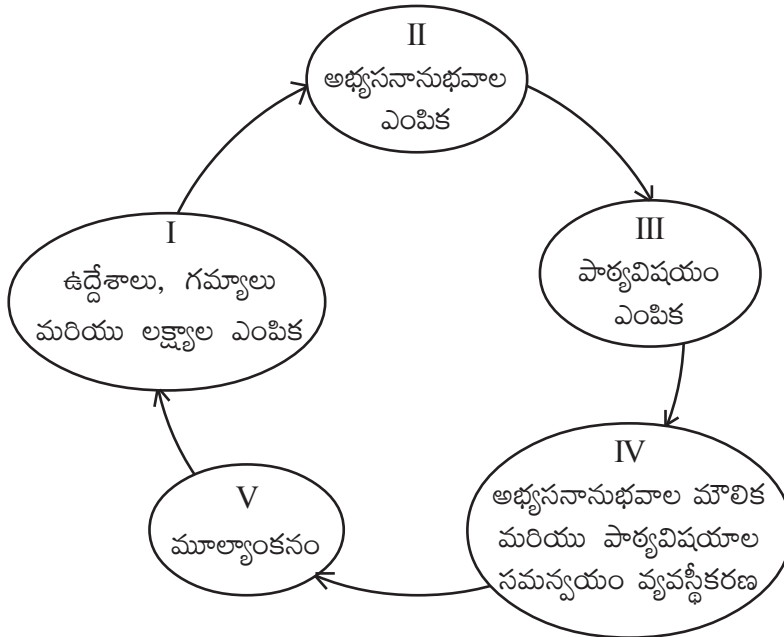 I
ఉద్దేశాలు, గమ్యాలు
మరియు లక్ష్యాల ఎంపిక
II
అభ్యసనానుభవాల
ఎంపిక
III
పాఠ్యవిషయం
ఎంపిక
IV
అభ్యసనానుభవాల మౌలిక
మరియు పాఠ్యవిషయాల
సమన్వయం వ్యవస్థీకరణ
V
మూల్యాంకనం